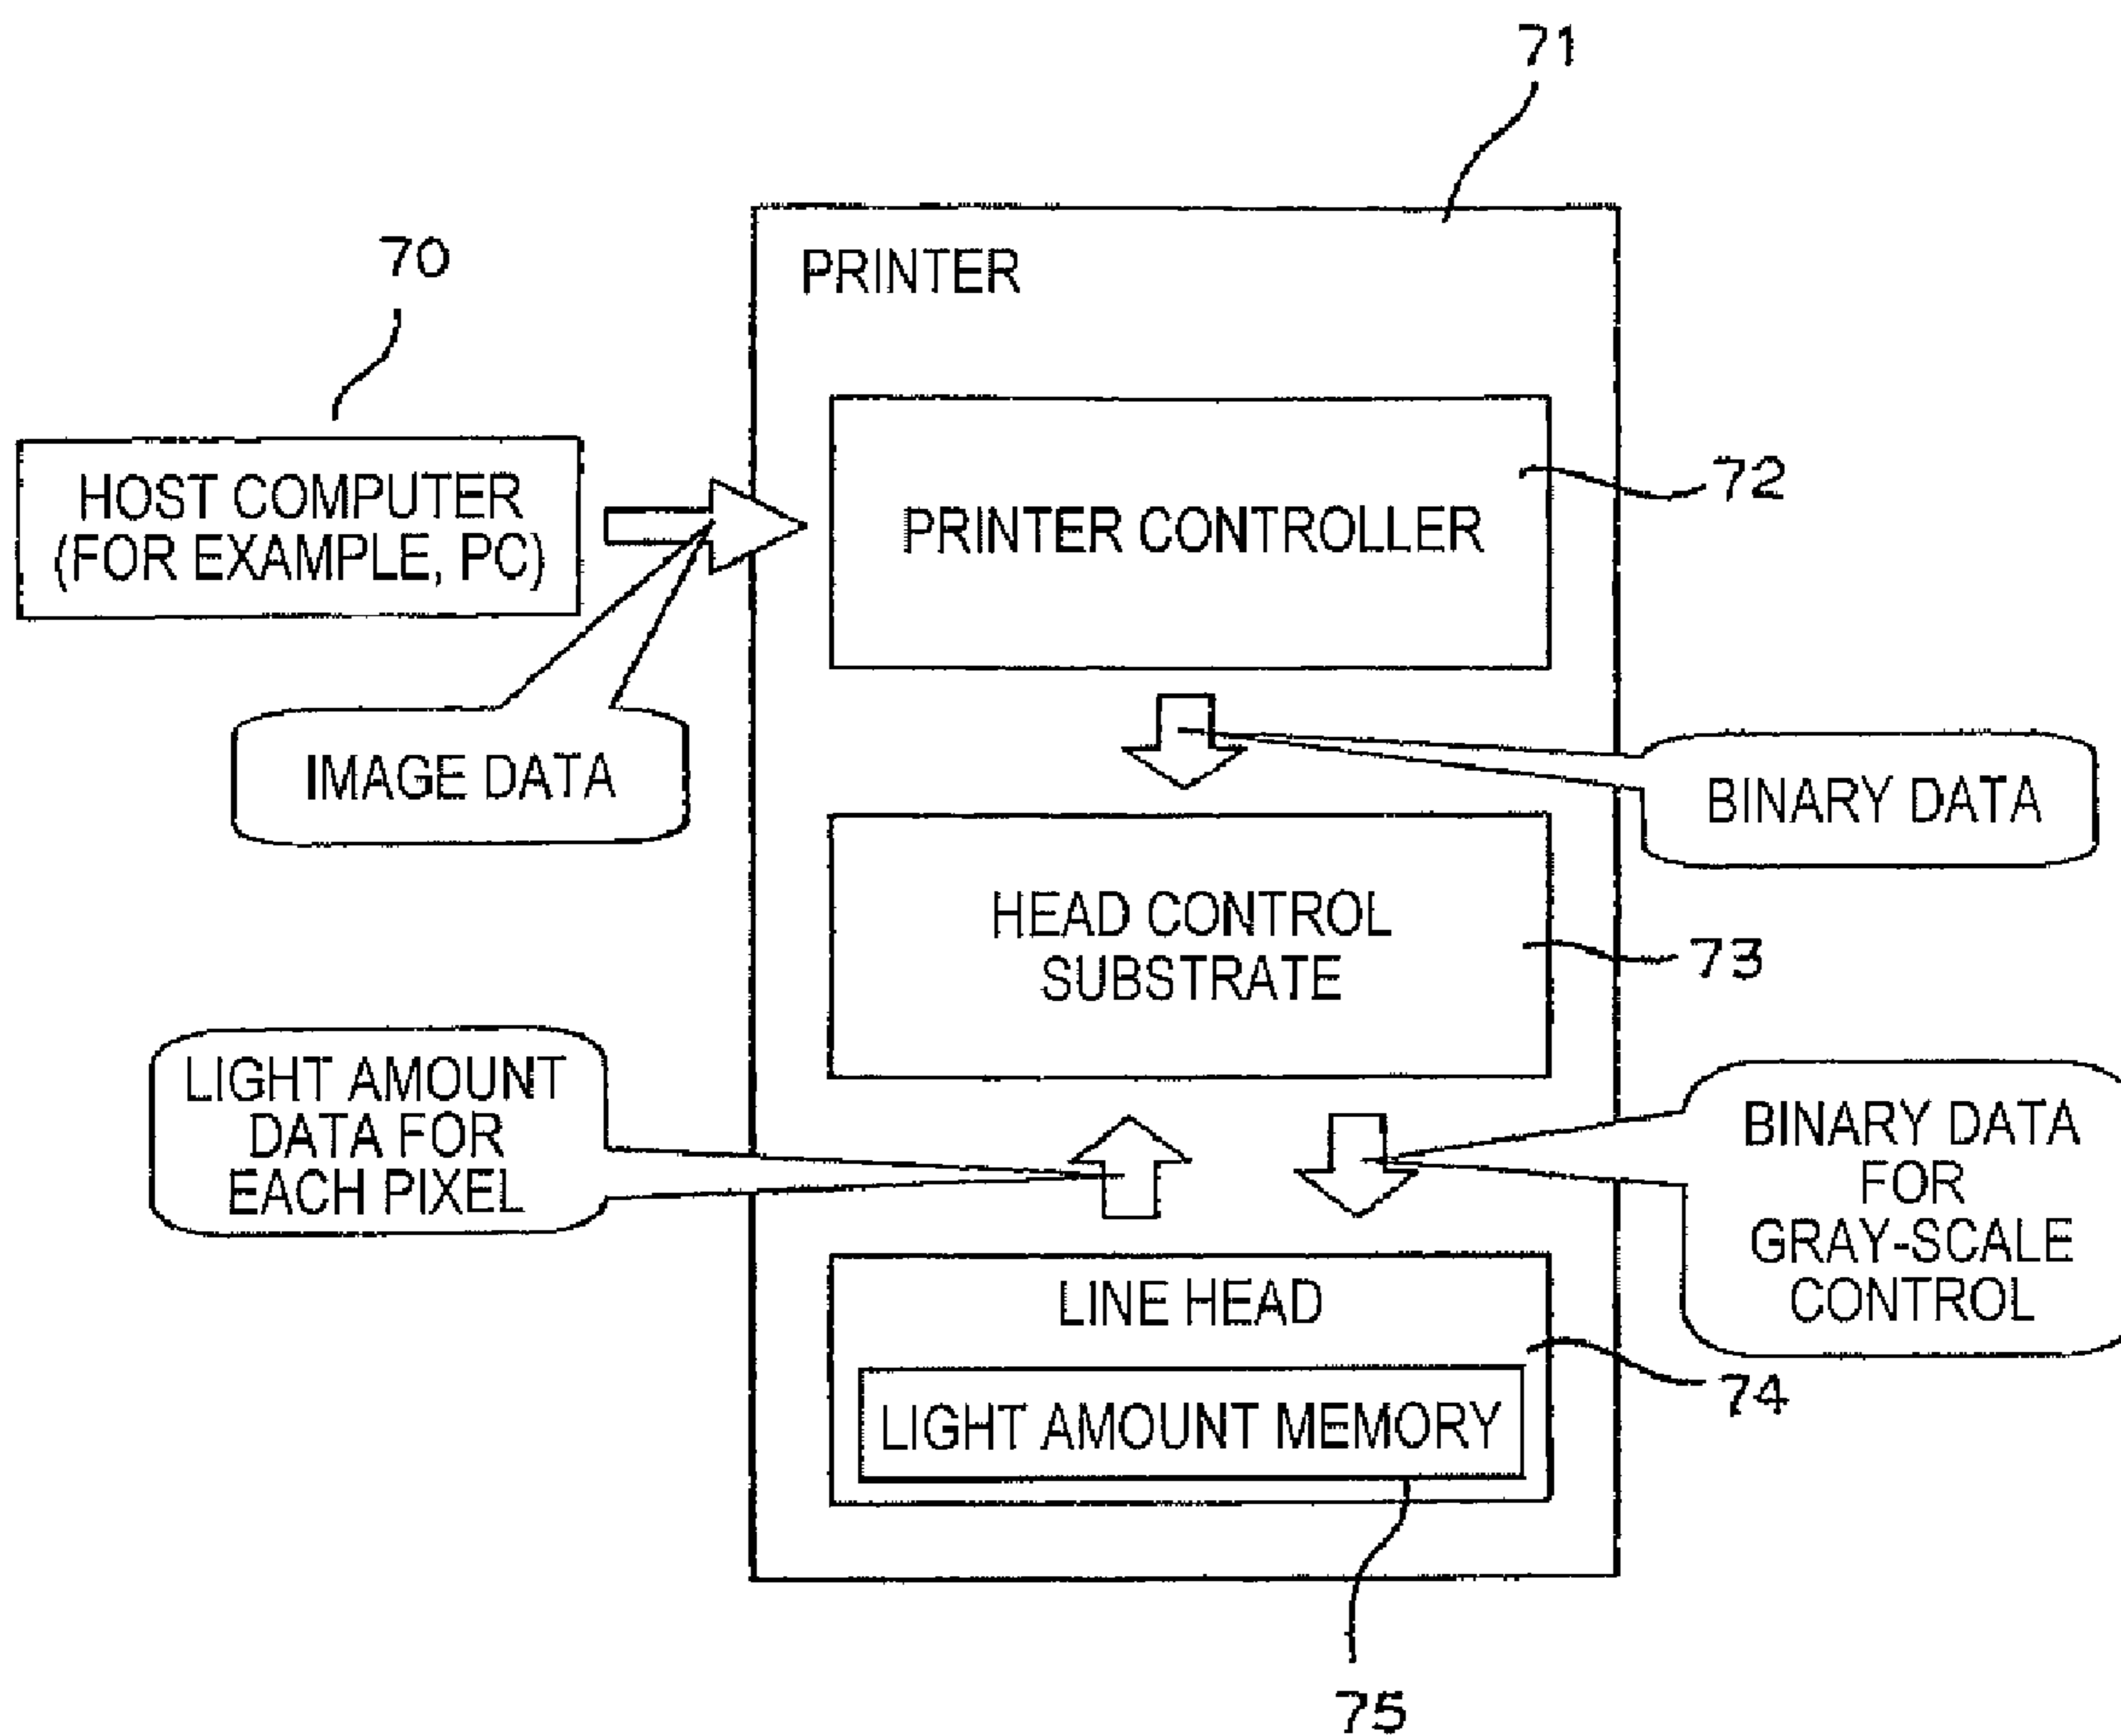 71
70
PRINTER
HOST COMPUTER
(FOR EXAMPLE, PC)
PRINTER CONTROLLER
72
IMAGE DATA
BINARY DATA
HEAD CONTROL
SUBSTRATE
73
LIGHT AMOUNT
DATA FOR
EACH PIXEL
BINARY DATA
FOR
GRAY-SCALE
CONTROL
LINE HEAD
74
LIGHT AMOUNT MEMORY
75